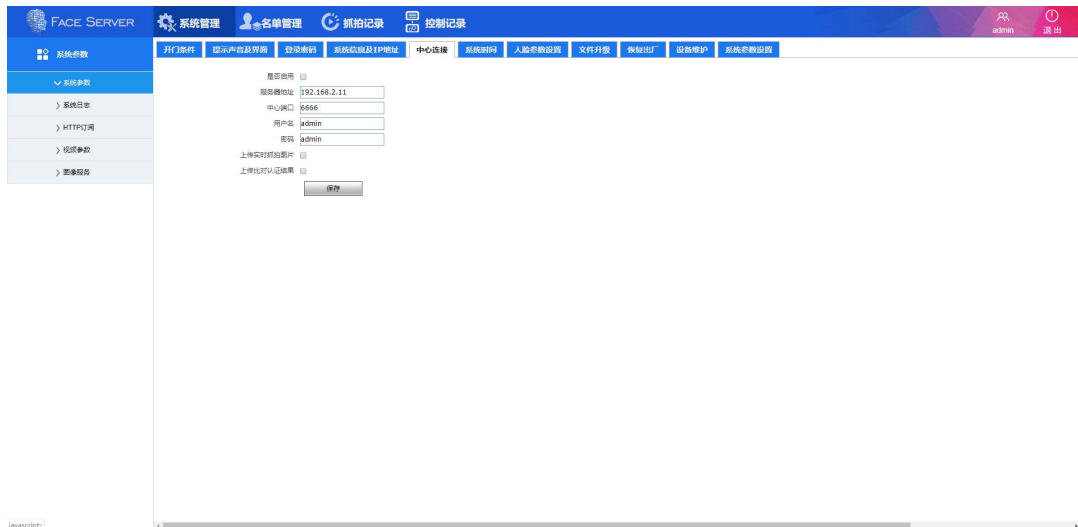 FACE SERVER
系统管理
名单管理
抓拍记录
控制记录
admin
退出
系统参数
开门条件
提示声音及界面
登录密码
系统信息及IP地址
中心连接
系统时间
人脸参数设置
文件升级
恢复出厂
设备维护
系统参数设置
系统参数
系统日志
HTTP订阅
视频参数
图像服务
是否启用
服务器地址 192.168.2.11
中心端口 6666
用户名 admin
密码 admin
上传实时抓拍图片
上传比对认证结果
保存
javascript: